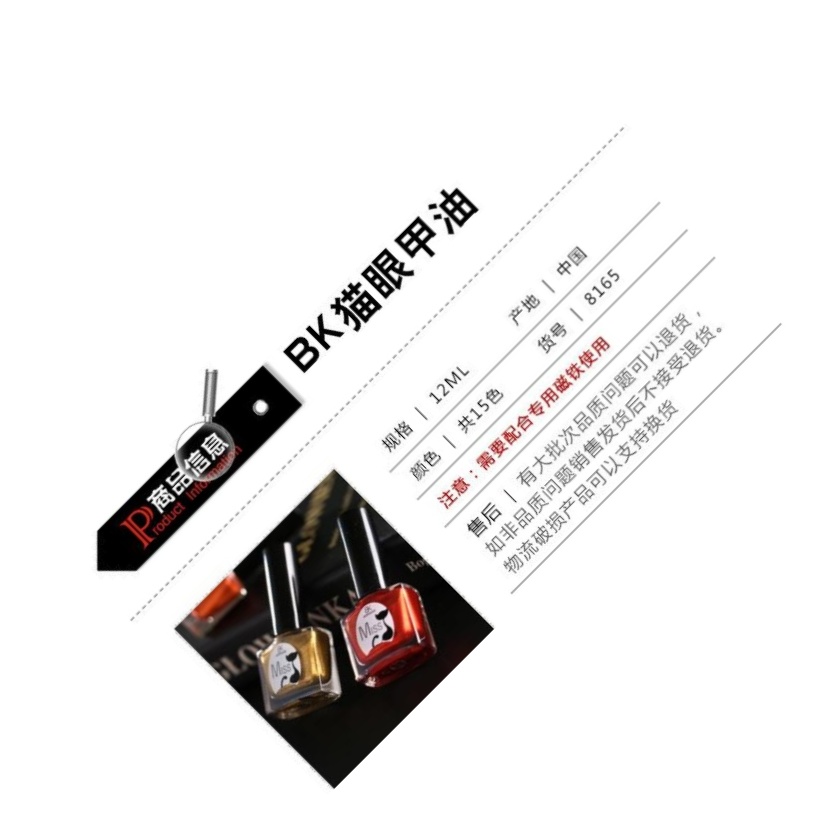 商品信息
Product Information
BK猫眼甲油
规格 | 12ML 产地 | 中国
颜色 | 共15色 货号 | 8165
注意：需要配合专用磁铁使用
售后 | 有大批次品质问题可以退货，
如非品质问题销售发货后不接受退货。
物流破损产品可以支持换货
MISS
MISS